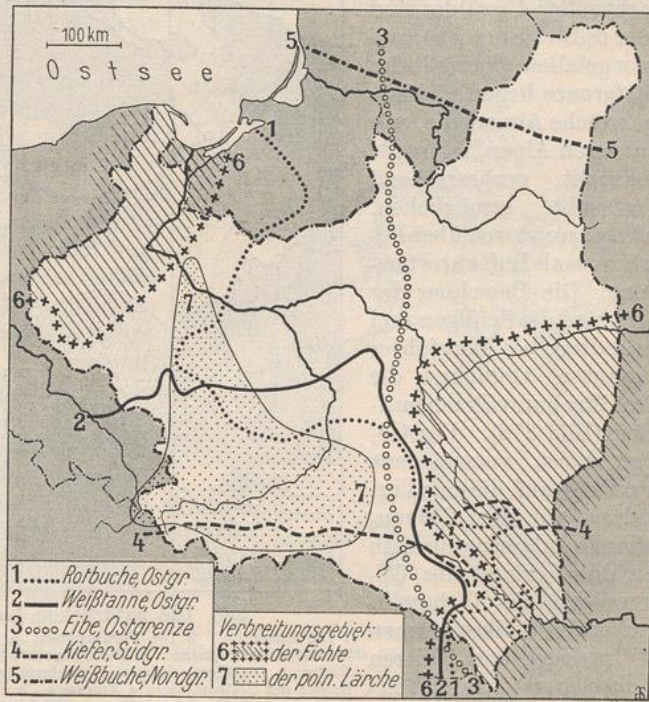 100 km
Ostsee
5
3
1
6
5
7
6
6
2
7
4
4
1
6 2 1 3
1 ....... Rotbuche, Ostgr.
2 Weißtanne, Ostgr.
3 Eibe, Ostgrenze
4 Kiefer, Südgr.
5 Weißbuche, Nordgr.
Verbreitungsgebiet:
6 der Fichte
7 der poln. Lärche